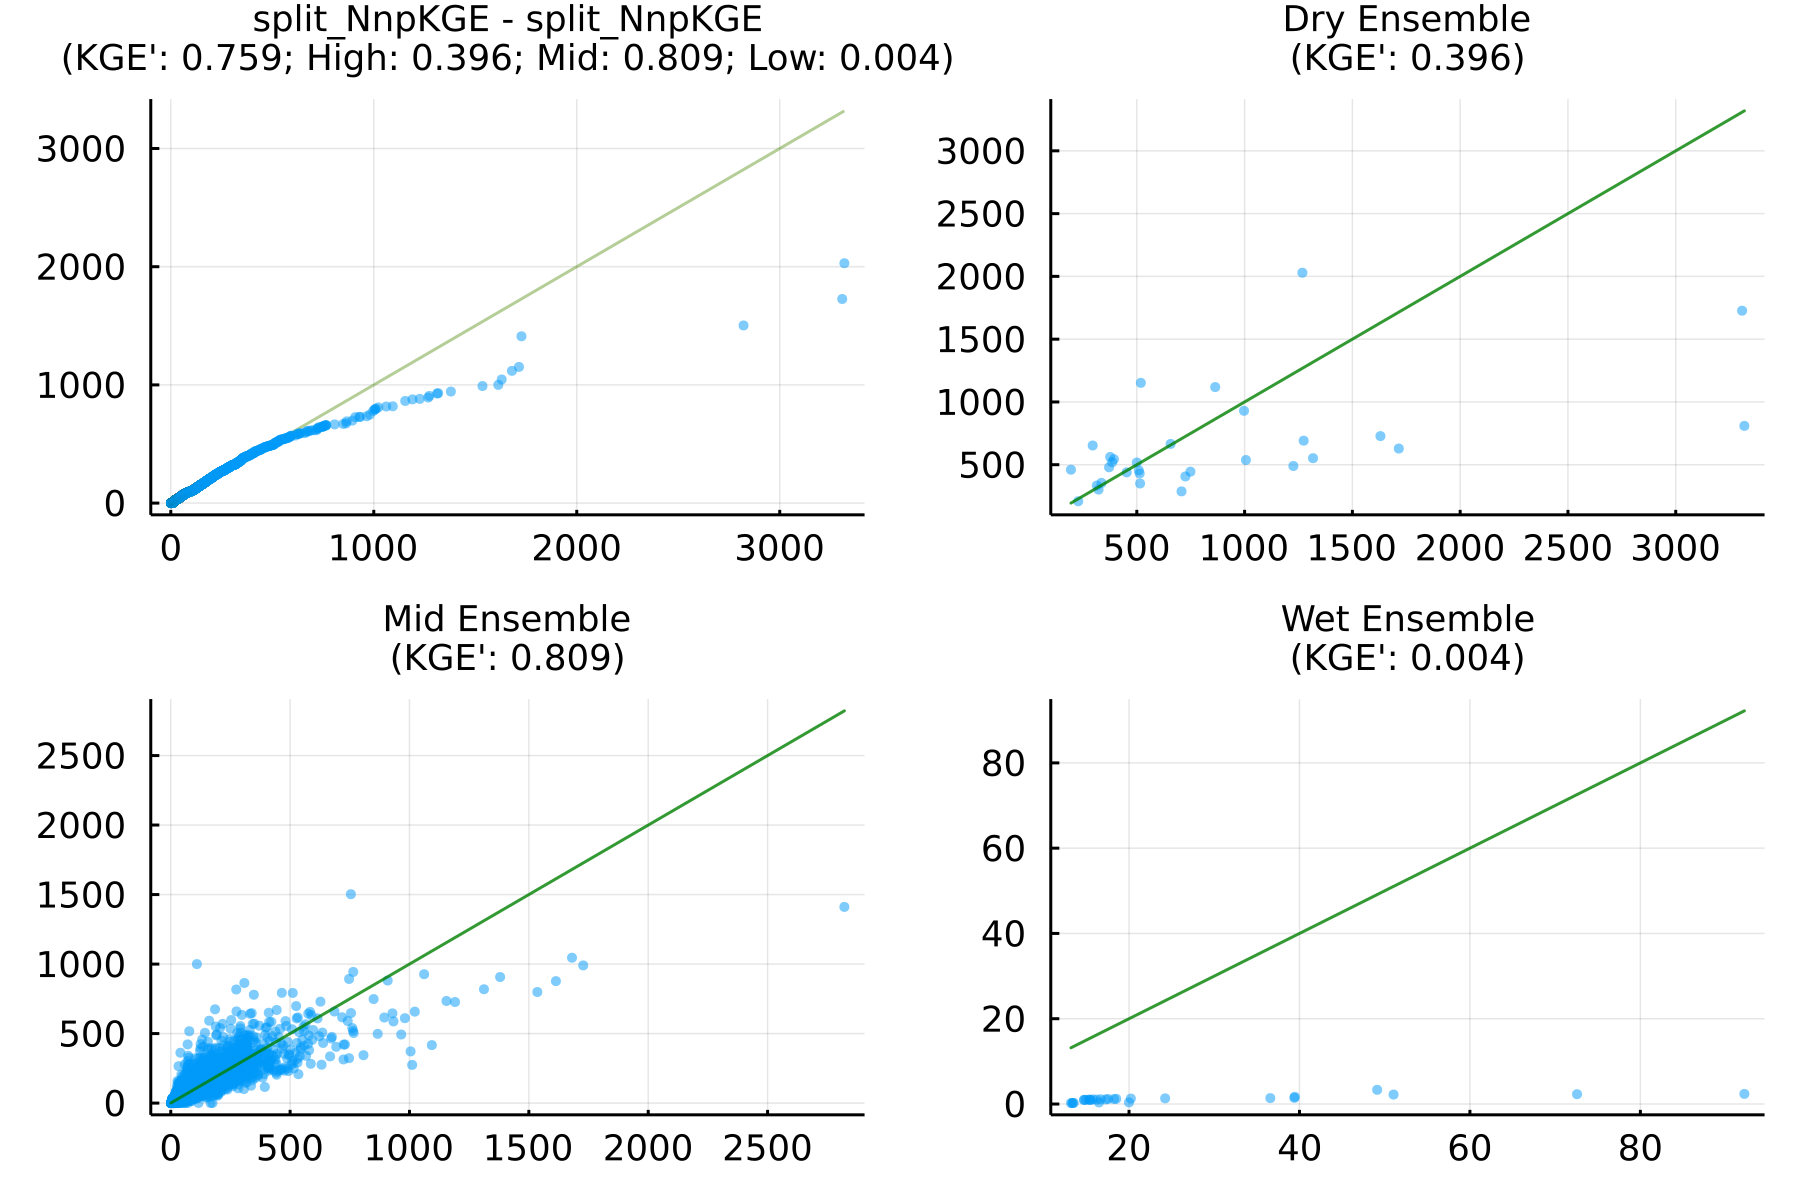 split_NnpKGE - split_NnpKGE
(KGE': 0.759; High: 0.396; Mid: 0.809; Low: 0.004)
3000
2000
1000
0
0 1000 2000 3000
Dry Ensemble
(KGE': 0.396)
3000
2500
2000
1500
1000
500
500 1000 1500 2000 2500 3000
Mid Ensemble
(KGE': 0.809)
2500
2000
1500
1000
500
0
0 500 1000 1500 2000 2500
Wet Ensemble
(KGE': 0.004)
80
60
40
20
0
20 40 60 80